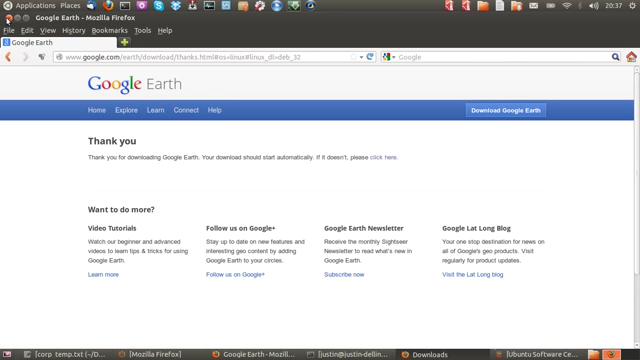 Applications Places 20:37
Google Earth - Mozilla Firefox
File Edit View History Bookmarks Tools Help
Google Earth
www.google.com/earth/download/thanks.html#os=linux#linux_dl=deb_32 Google
Google Earth
Home Explore Learn Connect Help Download Google Earth
Thank you
Thank you for downloading Google Earth. Your download should start automatically. If it doesn't, please click here.
Want to do more?
Video Tutorials
Watch our beginner and advanced
videos to learn tips & tricks for using
Google Earth.
Learn more
Follow us on Google+
Stay up to date on new features and
interesting geo content by adding
Google Earth to your circles.
Follow us on Google+
Google Earth Newsletter
Receive the monthly Sightseer
Newsletter to read what's new in
Google Earth.
Subscribe now
Google Lat Long Blog
Your one stop destination for news on
all of Google's geo products. Visit
regularly for product updates.
Visit the Lat Long blog
[corp_temp.txt (~/D... [Mozilla Firefox] Google Earth - Mozill... [justin@justin-dellin... Downloads [Ubuntu Software Ce...